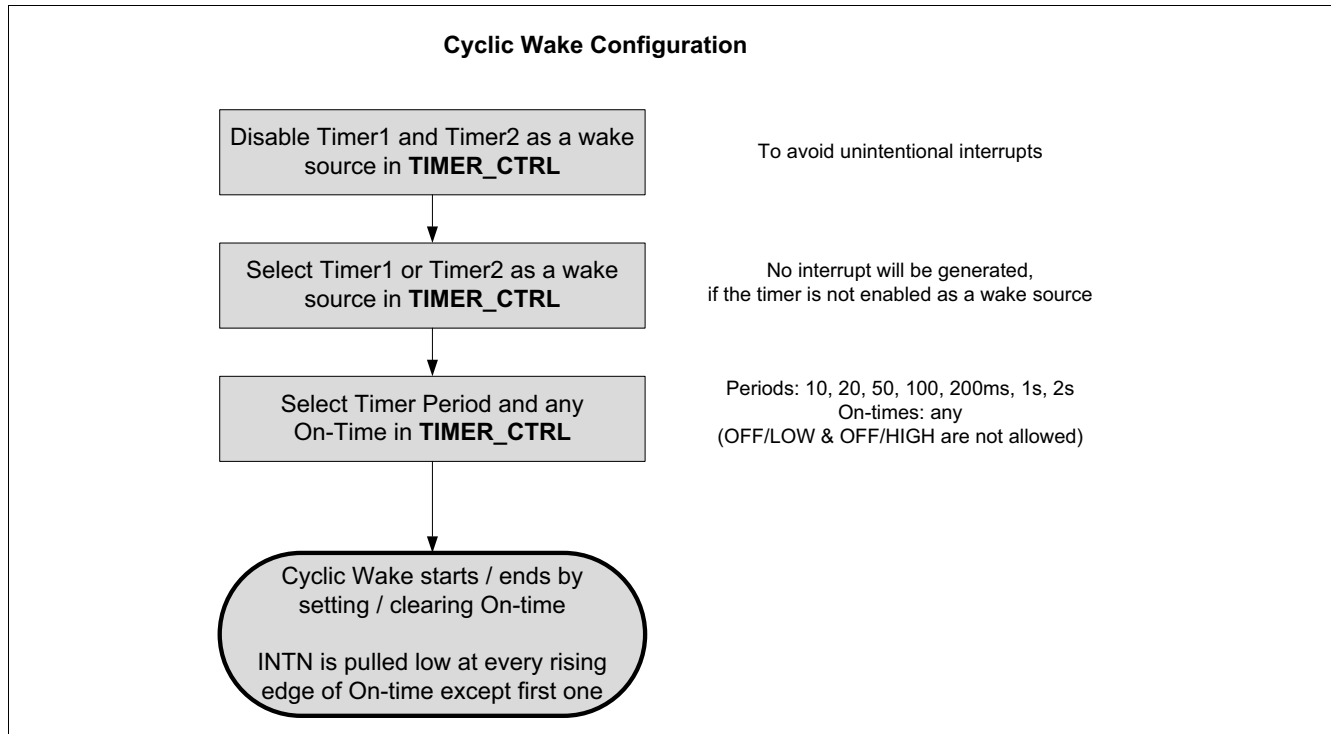 Cyclic Wake Configuration
Disable Timer1 and Timer2 as a wake
source in TIMER_CTRL
To avoid unintentional interrupts
Select Timer1 or Timer2 as a wake
source in TIMER_CTRL
No interrupt will be generated,
if the timer is not enabled as a wake source
Select Timer Period and any
On-Time in TIMER_CTRL
Periods: 10, 20, 50, 100, 200ms, 1s, 2s
On-times: any
(OFF/LOW & OFF/HIGH are not allowed)
Cyclic Wake starts / ends by
setting / clearing On-time
INTN is pulled low at every rising
edge of On-time except first one